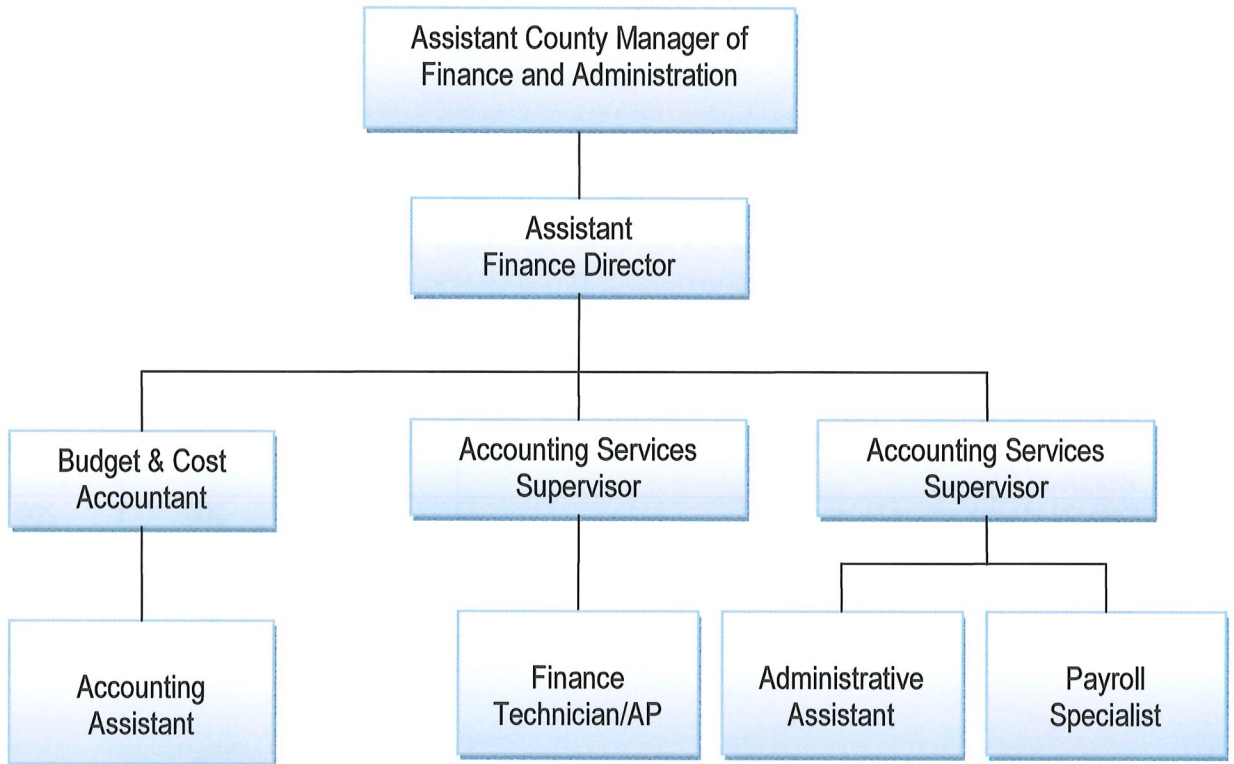 Assistant County Manager of
Finance and Administration
Assistant
Finance Director
Budget & Cost
Accountant
Accounting Services
Supervisor
Accounting Services
Supervisor
Accounting
Assistant
Finance
Technician/AP
Administrative
Assistant
Payroll
Specialist